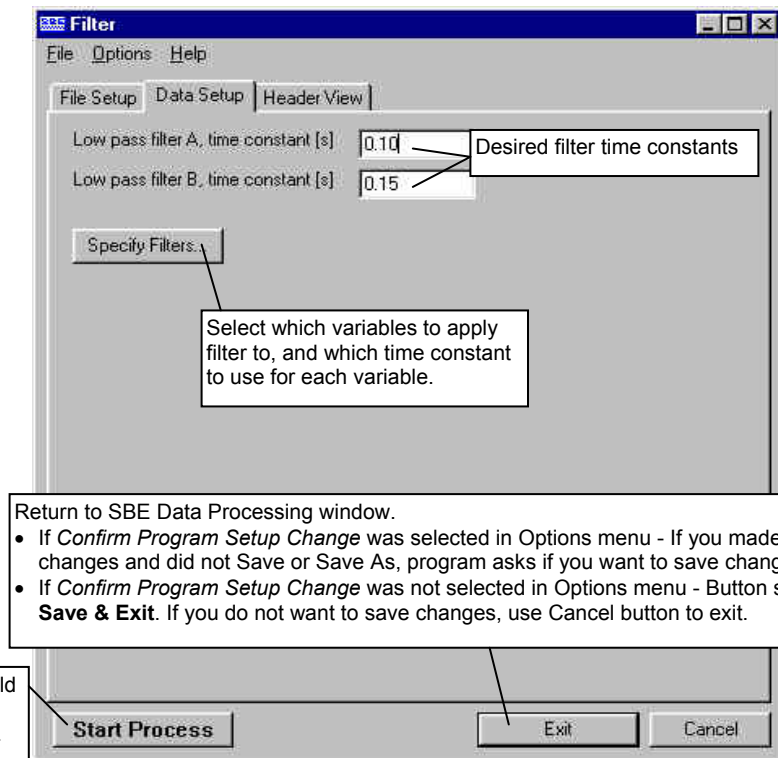 SBE Filter
File Options Help
File Setup Data Setup Header View
Low pass filter A, time constant [s] 0.10
Desired filter time constants
Low pass filter B, time constant [s] 0.15
Specify Filters...
Select which variables to apply
filter to, and which time constant
to use for each variable.
Return to SBE Data Processing window.
• If Confirm Program Setup Change was selected in Options menu - If you made
changes and did not Save or Save As, program asks if you want to save chang
• If Confirm Program Setup Change was not selected in Options menu - Button s
Save & Exit. If you do not want to save changes, use Cancel button to exit.
ld
Start Process Exit Cancel